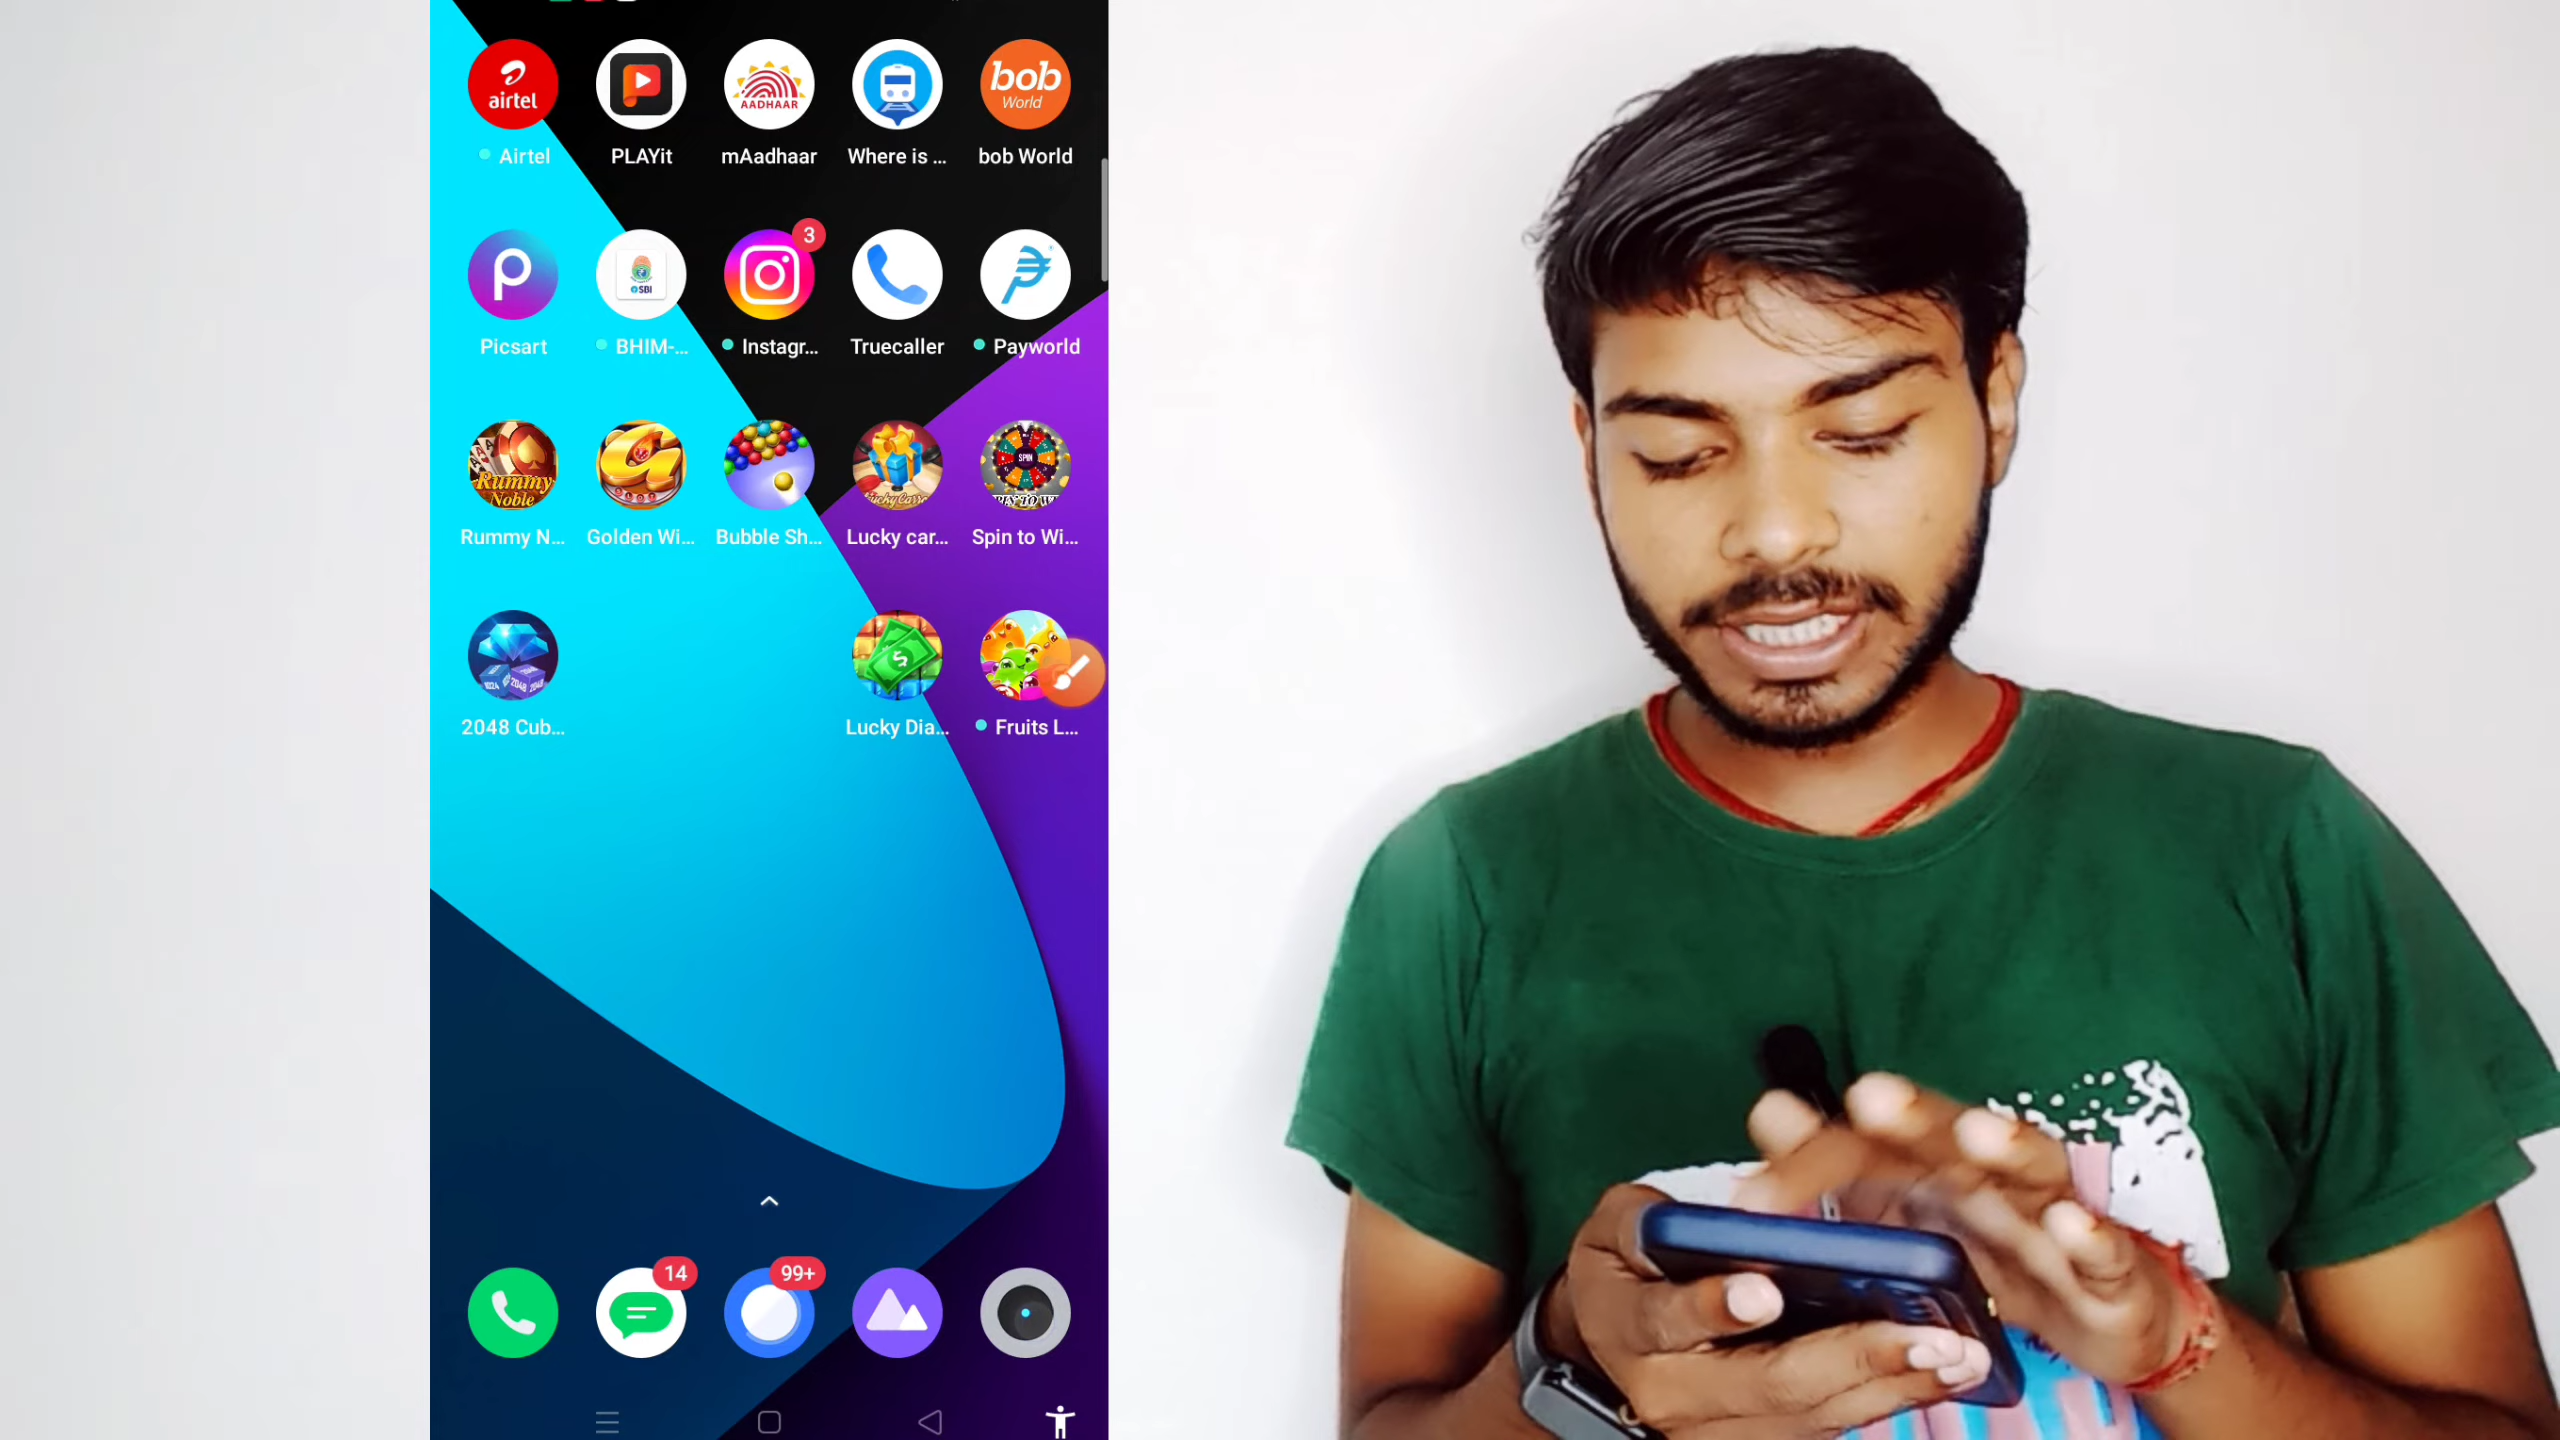 airtel
AADHAAR
bob
World
Airtel
PLAYit
mAadhaar
Where is ...
bob World
SBI
3
Picsart
BHIM-...
Instagr...
Truecaller
Payworld
Rummy
Noble
SPIN
Rummy N...
Golden Wi...
Bubble Sh...
Lucky car...
Spin to Wi...
2048
2048 Cub...
Lucky Dia...
Fruits L...
14
99+